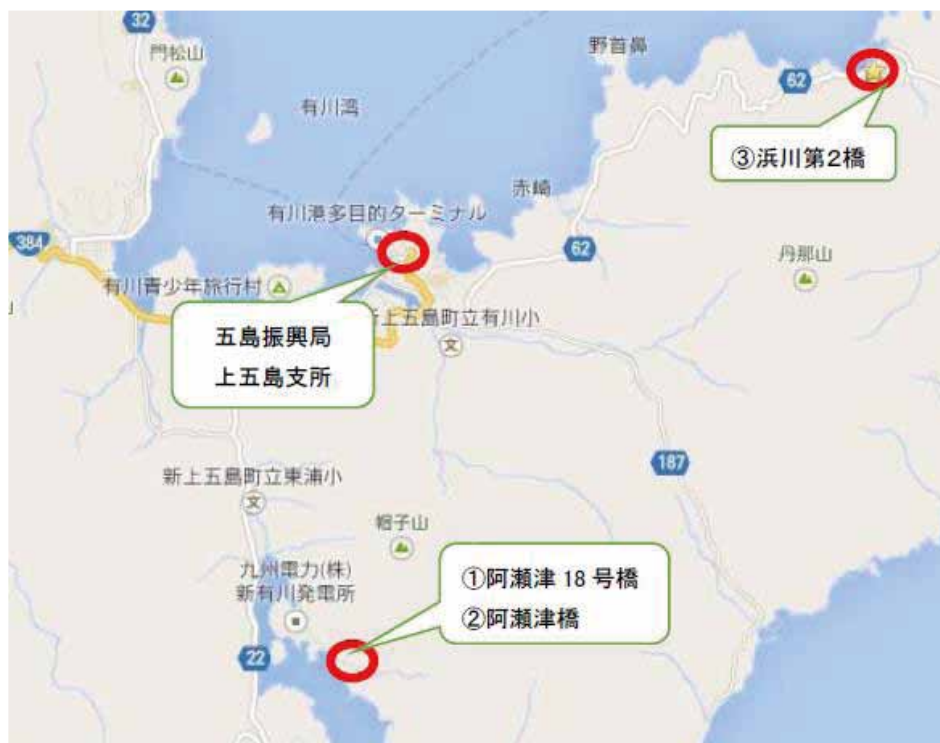 32
門松山
野首鼻
62
有川湾
③浜川第2橋
赤崎
有川港多目的ターミナル
384
62
丹那山
有川青少年旅行村
五島振興局
上五島支所
新上五島町立有川小
文
187
新上五島町立東浦小
文
帽子山
①阿瀬津 18 号橋
②阿瀬津橋
九州電力(株)
新有川発電所
22